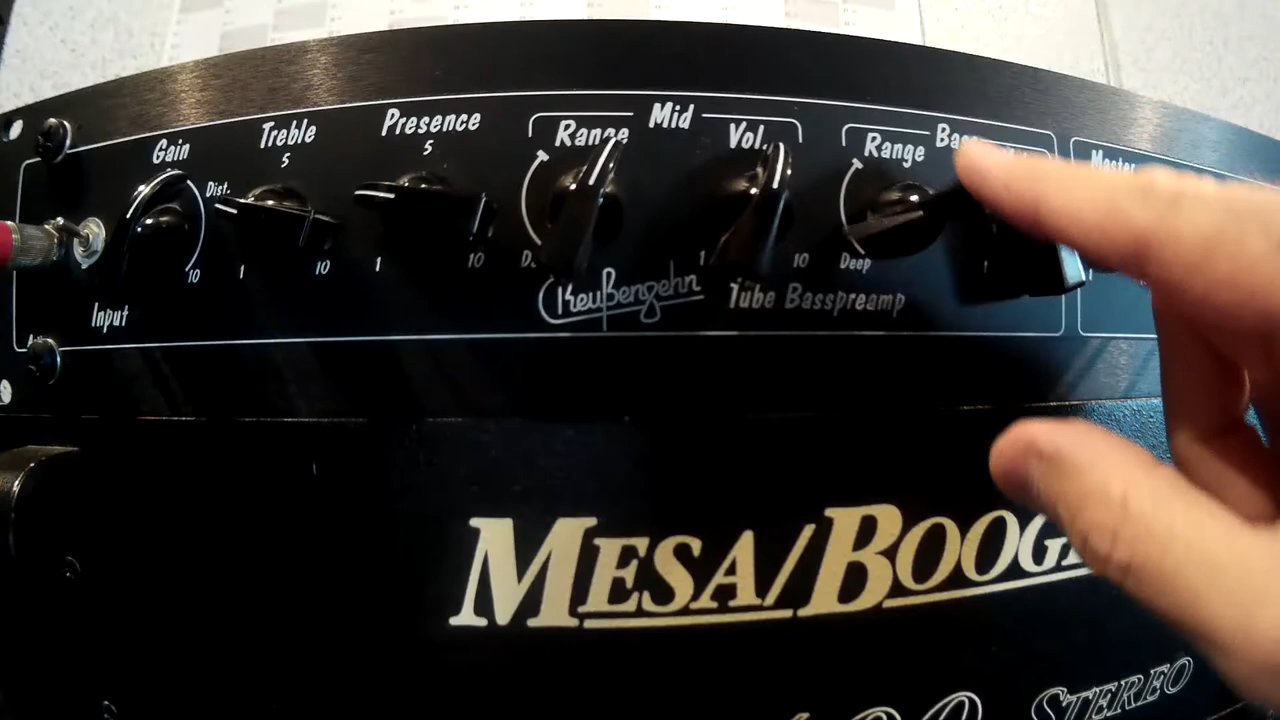 Gain
Treble
Presence
Mid
Range
Vol.
Range
Dist.
5
5
10
1
10
1
10
1
10
Deep
1
Input
Tube Basspreamp
MESA/BOOG
STEREO